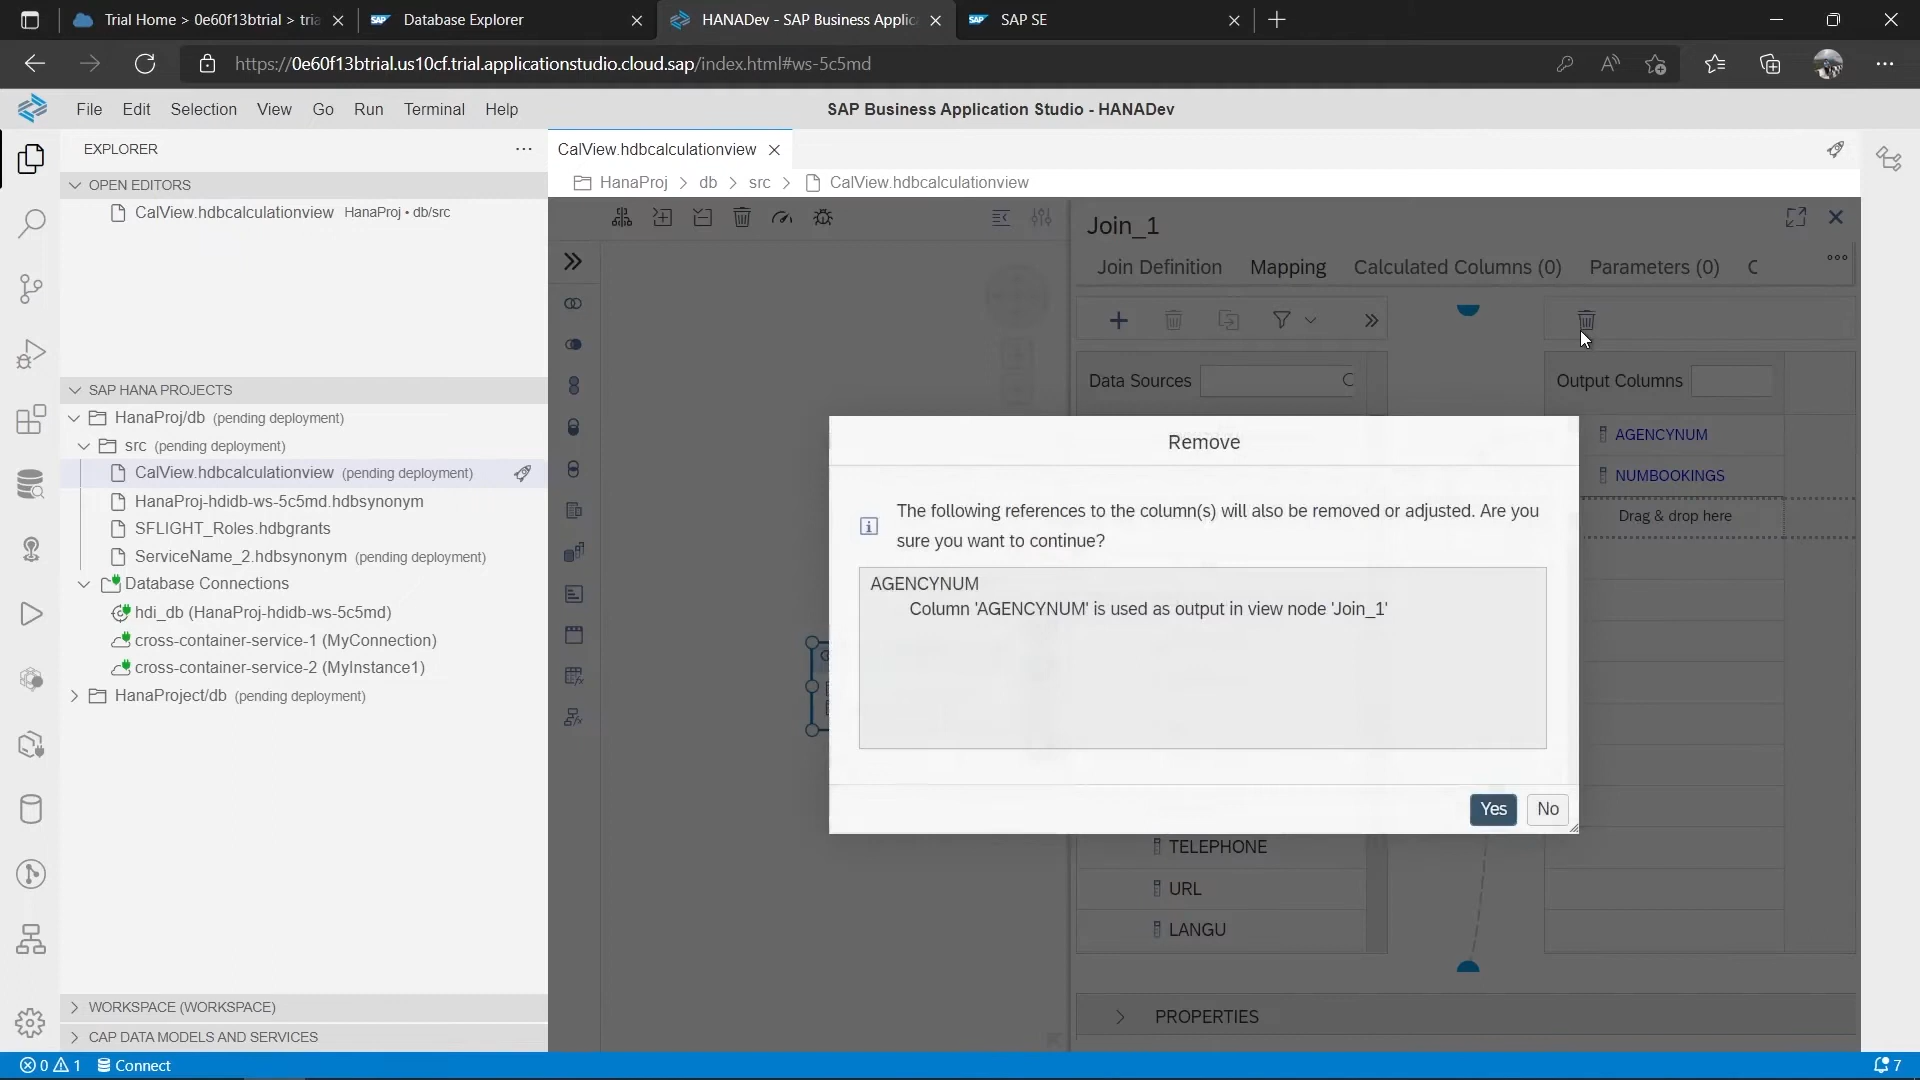 Trial Home > 0e60f13btrial > tria
Database Explorer
HANADev - SAP Business Applic
SAP SE
https://0e60f13btrial.us10cf.trial.applicationstudio.cloud.sap/index.html#ws-5c5md
File Edit Selection View Go Run Terminal Help
SAP Business Application Studio - HANADev
EXPLORER
OPEN EDITORS
CalView.hdbcalculationview HanaProj • db/src
SAP HANA PROJECTS
HanaProj/db (pending deployment)
src (pending deployment)
CalView.hdbcalculationview (pending deployment)
HanaProj-hdidb-ws-5c5md.hdbsynonym
SFLIGHT_Roles.hdbgrants
ServiceName_2.hdbsynonym (pending deployment)
Database Connections
hdi_db (HanaProj-hdidb-ws-5c5md)
cross-container-service-1 (MyConnection)
cross-container-service-2 (MyInstance1)
HanaProject/db (pending deployment)
WORKSPACE (WORKSPACE)
CAP DATA MODELS AND SERVICES
CalView.hdbcalculationview
HanaProj > db > src > CalView.hdbcalculationview
Join_1
Join Definition Mapping Calculated Columns (0) Parameters (0) C
Data Sources
Output Columns
AGENCYNUM
NUMBOOKINGS
Drag & drop here
Remove
The following references to the column(s) will also be removed or adjusted. Are you
sure you want to continue?
AGENCYNUM
Column 'AGENCYNUM' is used as output in view node 'Join_1'
Yes No
TELEPHONE
URL
LANGU
PROPERTIES
0 1 Connect
7